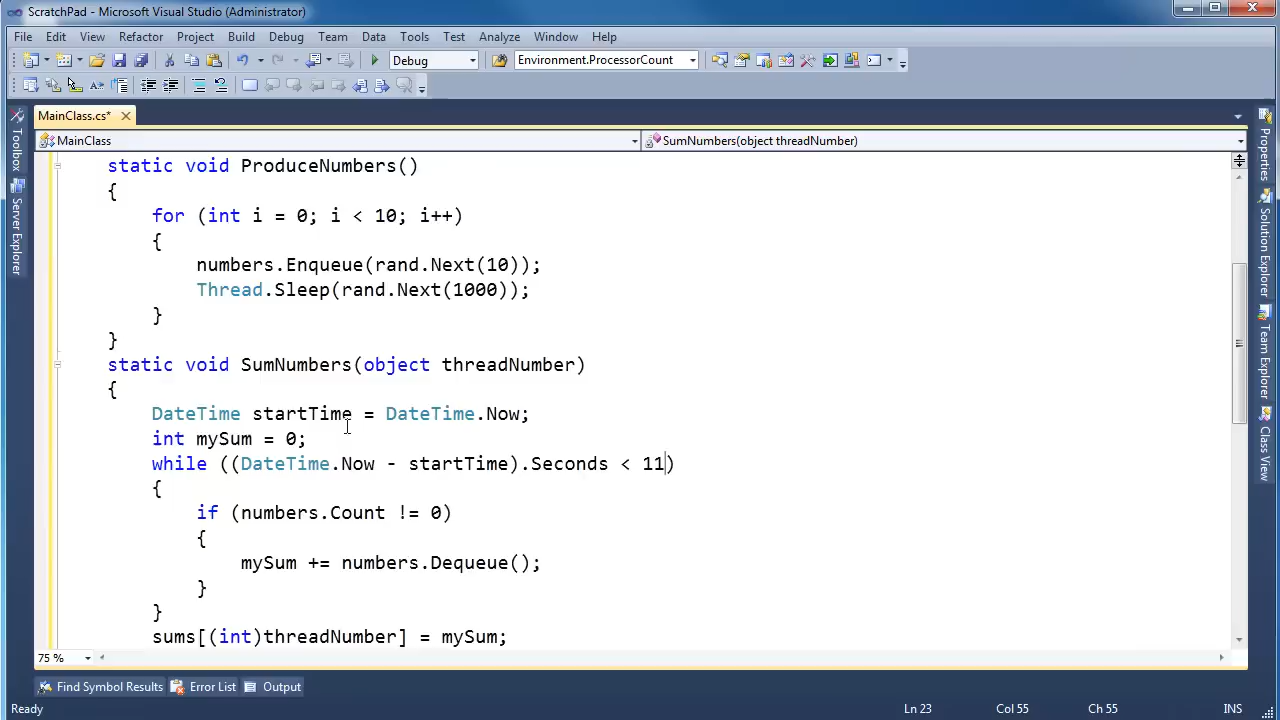 ScratchPad - Microsoft Visual Studio (Administrator)
File Edit View Refactor Project Build Debug Team Data Tools Test Analyze Window Help
Debug Environment.ProcessorCount
MainClass.cs*
MainClass SumNumbers(object threadNumber)
Toolbox
Server Explorer
static void ProduceNumbers()
{
for (int i = 0; i < 10; i++)
{
numbers.Enqueue(rand.Next(10));
Thread.Sleep(rand.Next(1000));
}
}
static void SumNumbers(object threadNumber)
{
DateTime startTime = DateTime.Now;
int mySum = 0;
while ((DateTime.Now - startTime).Seconds < 11)
{
if (numbers.Count != 0)
{
mySum += numbers.Dequeue();
}
}
sums[(int)threadNumber] = mySum;
Properties
Solution Explorer
Team Explorer
Class View
75 %
Find Symbol Results Error List Output
Ready Ln 23 Col 55 Ch 55 INS